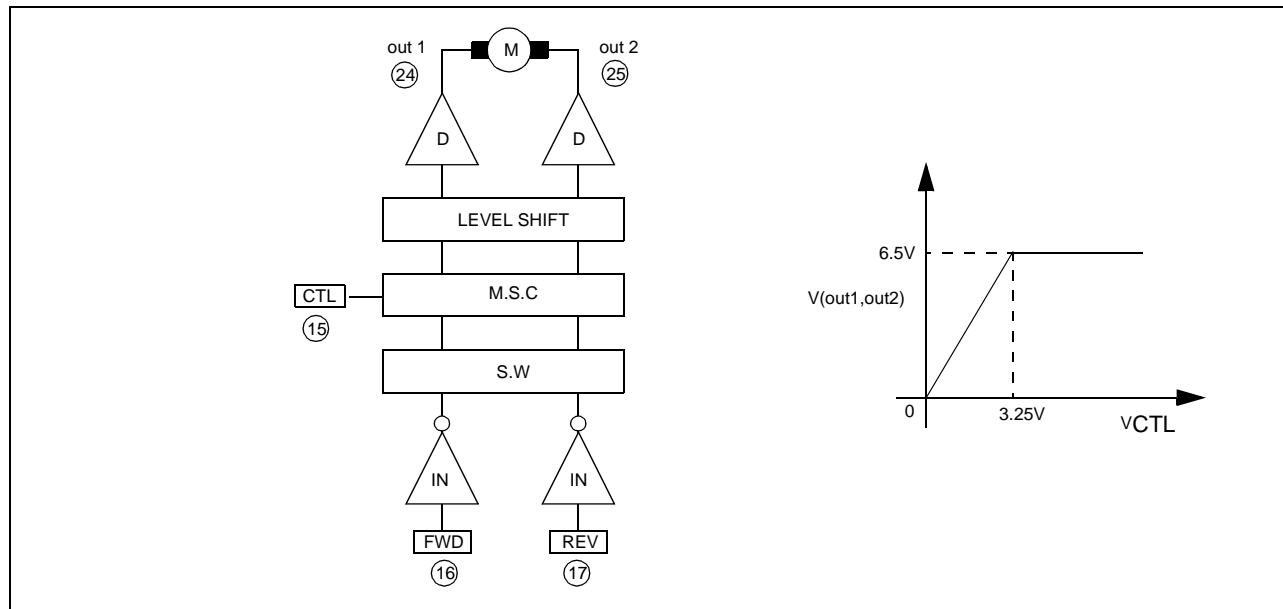 out 1
M
out 2
24
25
D
D
LEVEL SHIFT
CTL
M.S.C
15
S.W
IN
IN
FWD
REV
16
17
6.5V
V(out1,out2)
0
3.25V
VCTL